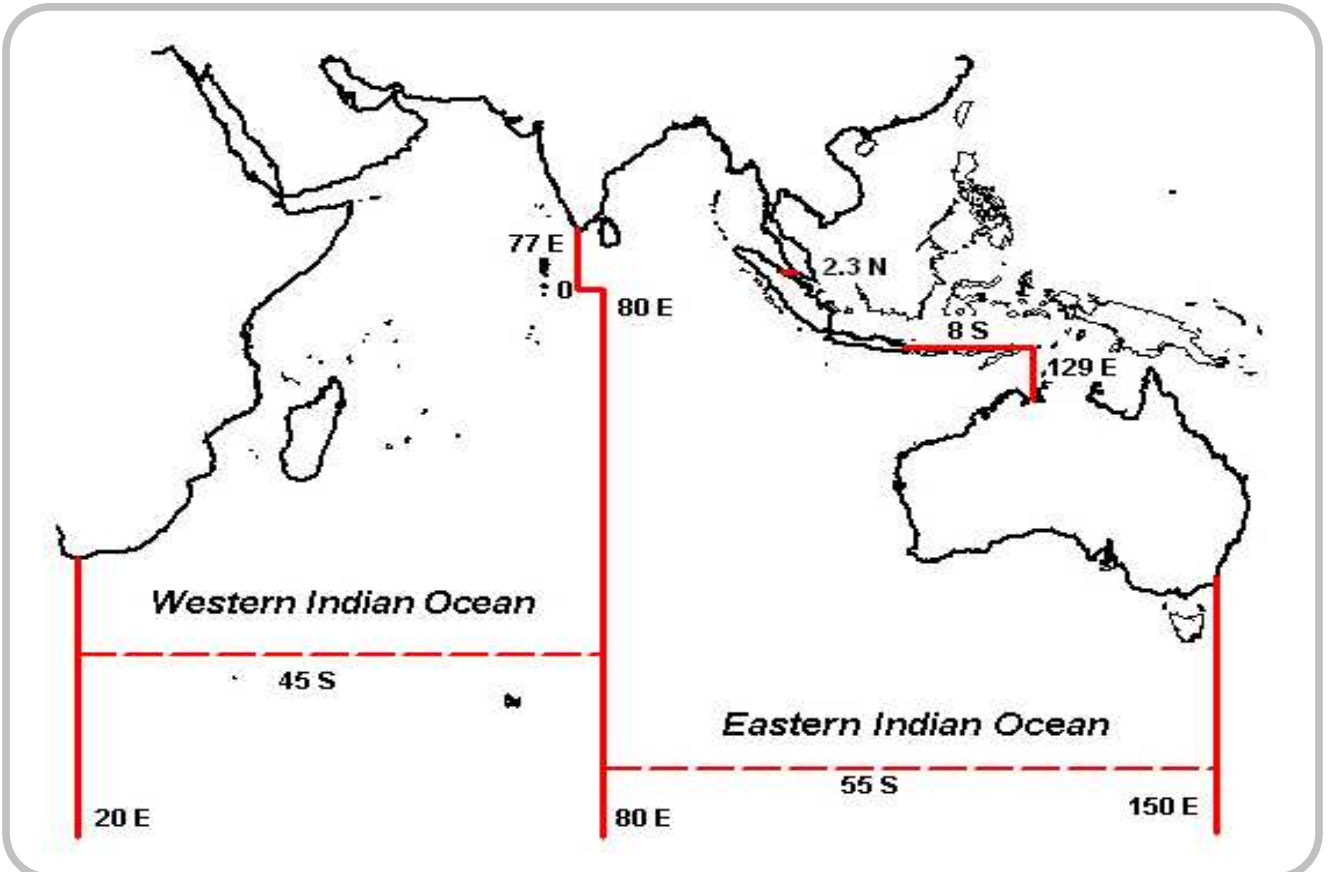 77 E
2.3 N
0
80 E
8 S
129 E
Western Indian Ocean
45 S
Eastern Indian Ocean
55 S
20 E
80 E
150 E